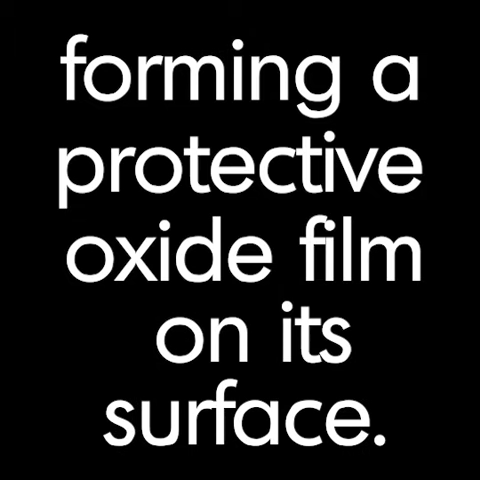 forming a
protective
oxide film
on its
surface.